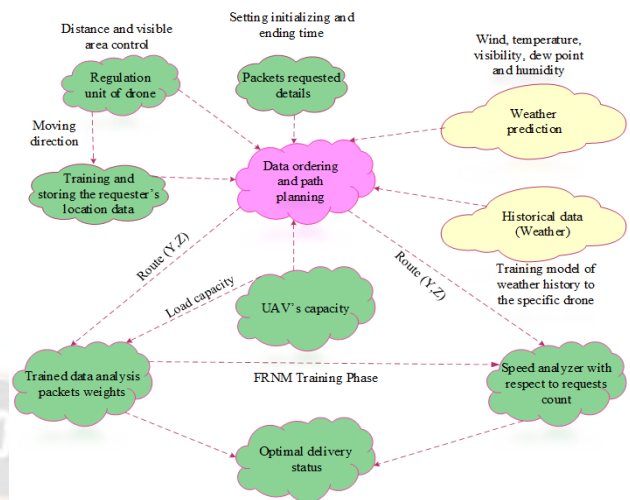 Distance and visible
area control
Setting initializing and
ending time
Wind, temperature,
visibility, dew point
and humidity
Regulation
unit of drone
Packets requested
details
Weather
prediction
Moving
direction
Training and
storing the requester's
location data
Data ordering
and path
planning
Historical data
(Weather)
Training model of
weather history to
the specific drone
Route (Y,Z)
Load capacity
UAV's capacity
Route (Y,Z)
Trained data analysis
packets weights
FRNM Training Phase
Speed analyzer with
respect to requests
count
Optimal delivery
status